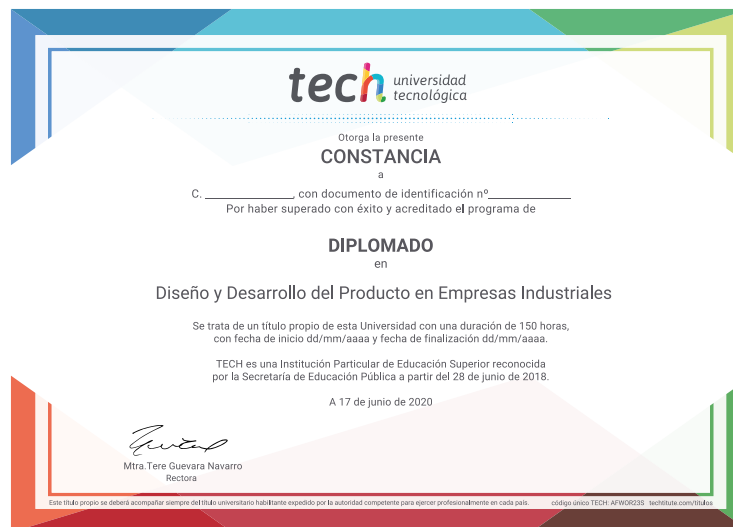 tech universidad
tecnológica
Otorga la presente
CONSTANCIA
a
C. ______________, con documento de identificación nº______________
Por haber superado con éxito y acreditado el programa de
DIPLOMADO
en
Diseño y Desarrollo del Producto en Empresas Industriales
Se trata de un título propio de esta Universidad con una duración de 150 horas,
con fecha de inicio dd/mm/aaaa y fecha de finalización dd/mm/aaaa.
TECH es una Institución Particular de Educación Superior reconocida
por la Secretaría de Educación Pública a partir del 28 de junio de 2018.
A 17 de junio de 2020
Mtra.Tere Guevara Navarro
Rectora
Este título propio se deberá acompañar siempre del título universitario habilitante expedido por la autoridad competente para ejercer profesionalmente en cada país. código único TECH: AFWOR23S techtitute.com/títulos